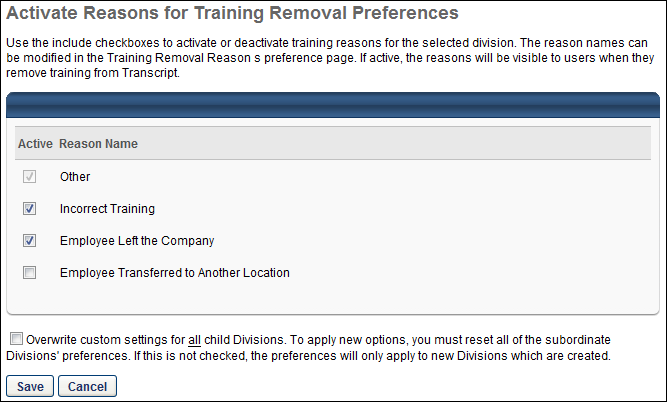 Activate Reasons for Training Removal Preferences
Use the include checkboxes to activate or deactivate training reasons for the selected division. The reason names can
be modified in the Training Removal Reason s preference page. If active, the reasons will be visible to users when they
remove training from Transcript.
Active Reason Name
Other
Incorrect Training
Employee Left the Company
Employee Transferred to Another Location
Overwrite custom settings for all child Divisions. To apply new options, you must reset all of the subordinate
Divisions' preferences. If this is not checked, the preferences will only apply to new Divisions which are created.
Save Cancel